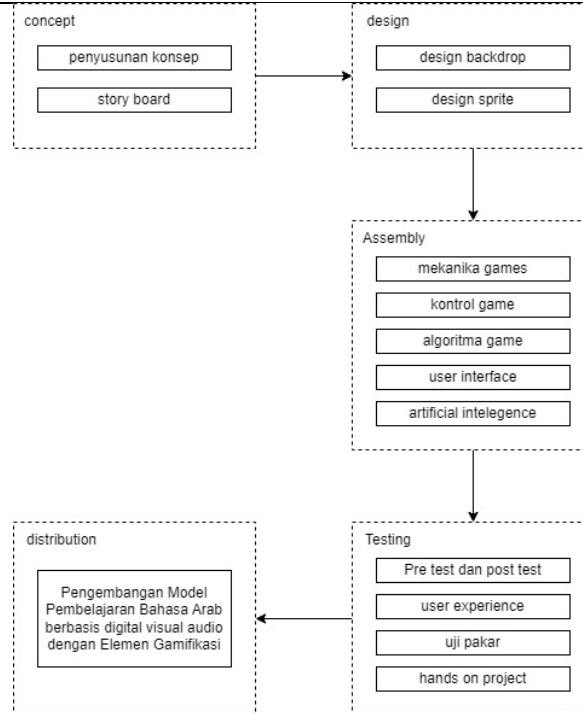 concept
penyusunan konsep
story board
design
design backdrop
design sprite
Assembly
mekanika games
kontrol game
algoritma game
user interface
artificial intelegence
Testing
Pre test dan post test
user experience
uji pakar
hands on project
distribution
Pengembangan Model
Pembelajaran Bahasa Arab
berbasis digital visual audio
dengan Elemen Gamifikasi